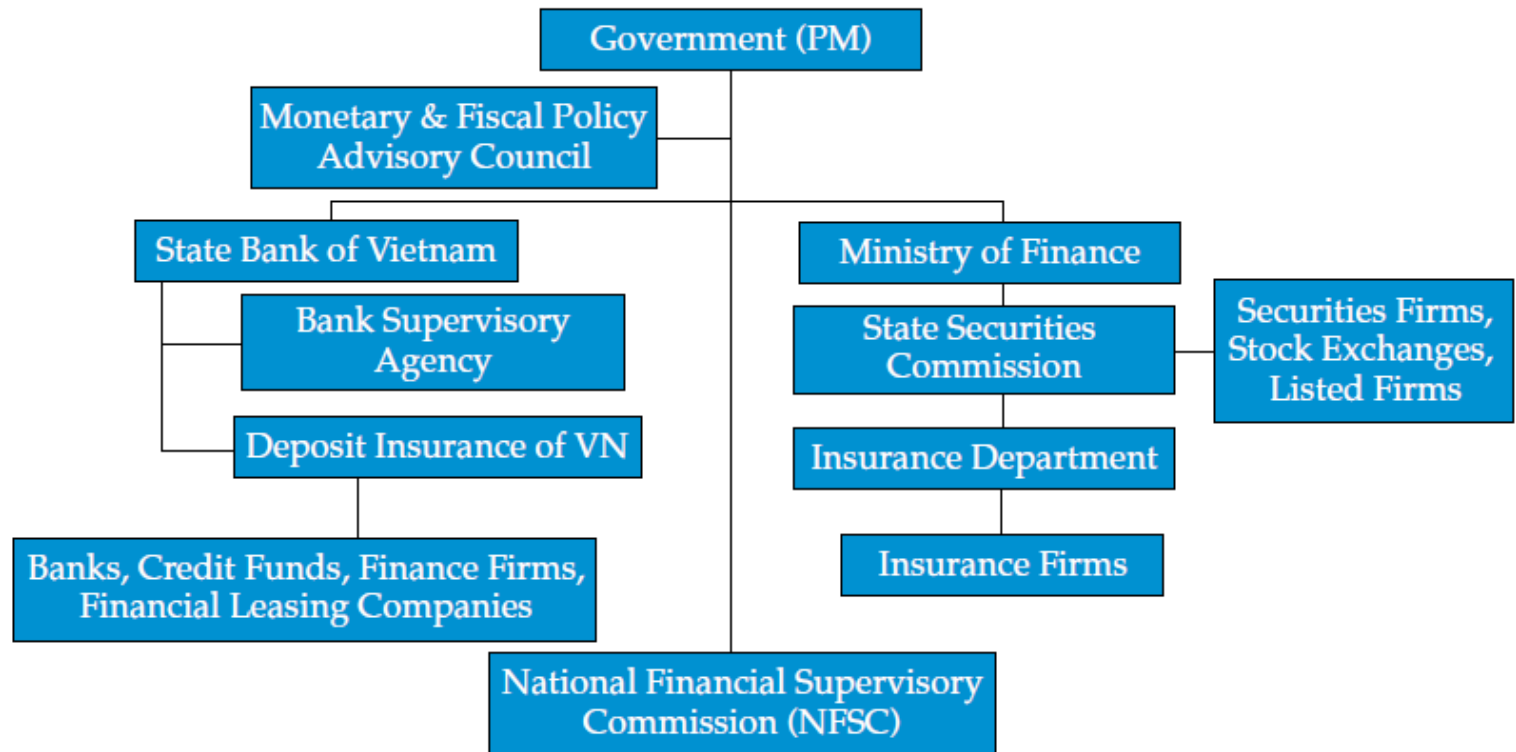 Government (PM)
Monetary & Fiscal Policy
Advisory Council
State Bank of Vietnam
Ministry of Finance
Bank Supervisory
Agency
State Securities
Commission
Securities Firms,
Stock Exchanges,
Listed Firms
Deposit Insurance of VN
Insurance Department
Banks, Credit Funds, Finance Firms,
Financial Leasing Companies
Insurance Firms
National Financial Supervisory
Commission (NFSC)